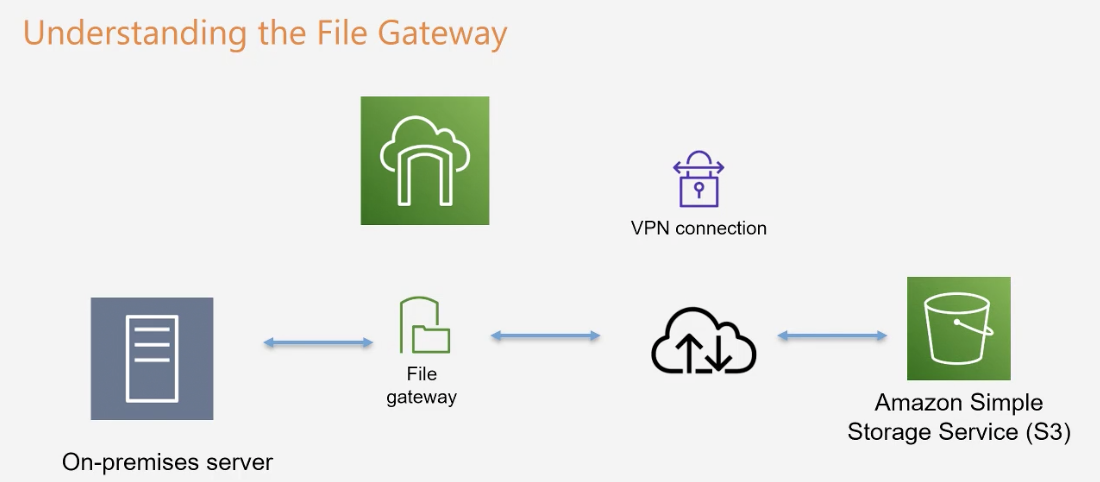 Understanding the File Gateway
VPN connection
File
gateway
Amazon Simple
Storage Service (S3)
On-premises server